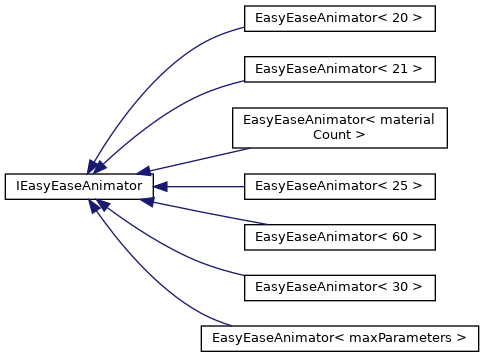 EasyEaseAnimator< 20 >
EasyEaseAnimator< 21 >
EasyEaseAnimator< material
Count >
IEasyEaseAnimator
EasyEaseAnimator< 25 >
EasyEaseAnimator< 60 >
EasyEaseAnimator< 30 >
EasyEaseAnimator< maxParameters >